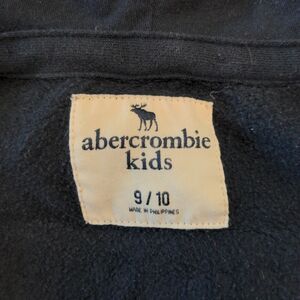 abercrombie
kids
9 / 10
MADE IN PHILIPPINES